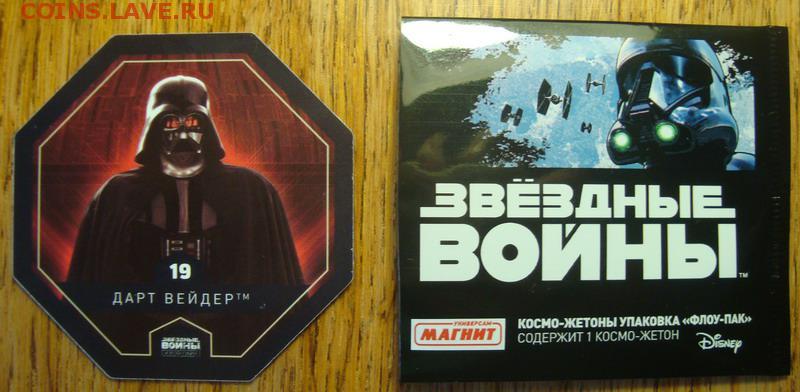 COINS.LAVE.RU
19
ДАРТ ВЕЙДЕР™
ЗВЁЗДНЫЕ
ВОЙНЫ
ЗВЁЗДНЫЕ
ВОЙНЫ™
УНИВЕРСАМ
МАГНИТ
КОСМО-ЖЕТОНЫ УПАКОВКА «ФЛОУ-ПАК»
СОДЕРЖИТ 1 КОСМО-ЖЕТОН
Disney